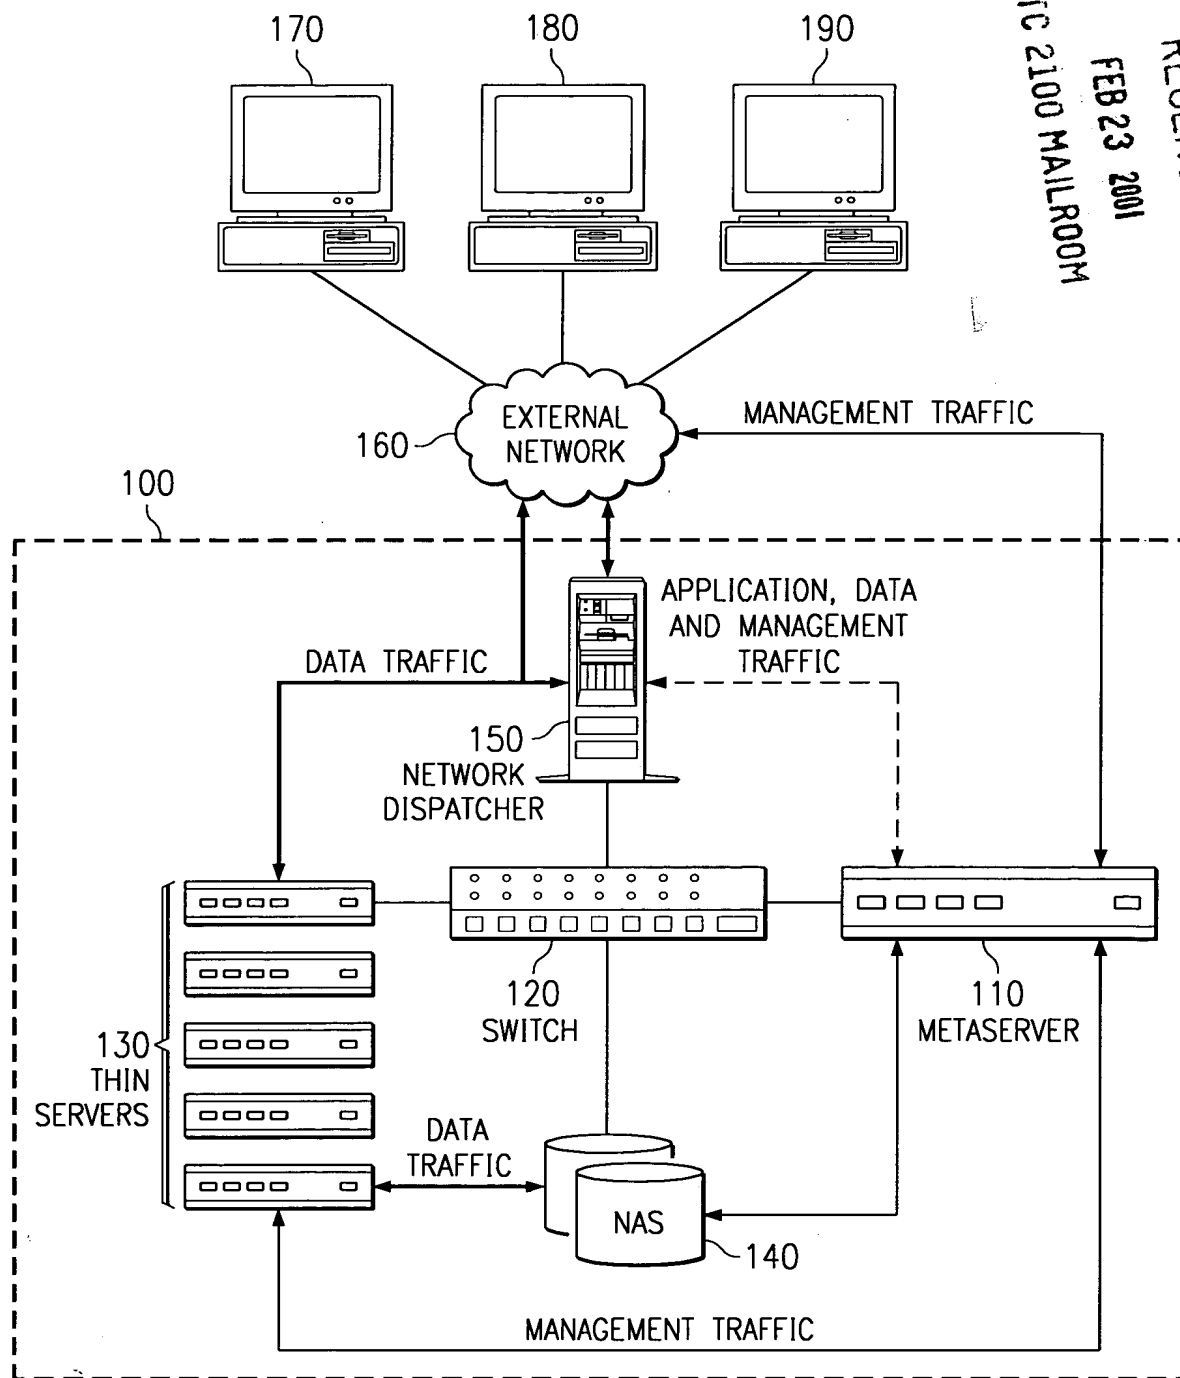 170
180
190
FEB 23 2001
TC 2100 MAILROOM
EXTERNAL
NETWORK
160
MANAGEMENT TRAFFIC
100
APPLICATION, DATA
AND MANAGEMENT
TRAFFIC
DATA TRAFFIC
150
NETWORK
DISPATCHER
120
SWITCH
110
METASERVER
130
THIN
SERVERS
DATA
TRAFFIC
NAS
140
MANAGEMENT TRAFFIC